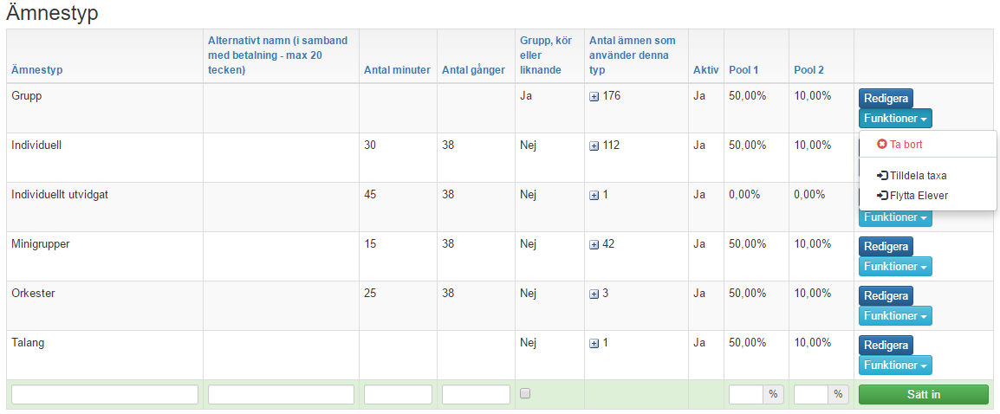 Ämnestyp
Ämnestyp Alternativt namn (i samband med betalning - max 20 tecken) Antal minuter Antal gånger Grupp, kör eller liknande Antal ämnen som använder denna typ Aktiv Pool 1 Pool 2
Grupp Ja 176 Ja 50,00% 10,00% Redigera
Funktioner
Ta bort
Individuell 30 38 Nej 112 Ja 50,00% 10,00%
Tilldela taxa
Individuellt utvidgat 45 38 Nej 1 Ja 0,00% 0,00% Flytta Elever
Funktioner
Minigrupper 15 38 Nej 42 Ja 50,00% 10,00% Redigera
Funktioner
Orkester 25 38 Nej 3 Ja 50,00% 10,00% Redigera
Funktioner
Talang Nej 1 Ja 50,00% 10,00% Redigera
Funktioner
% % Sätt in